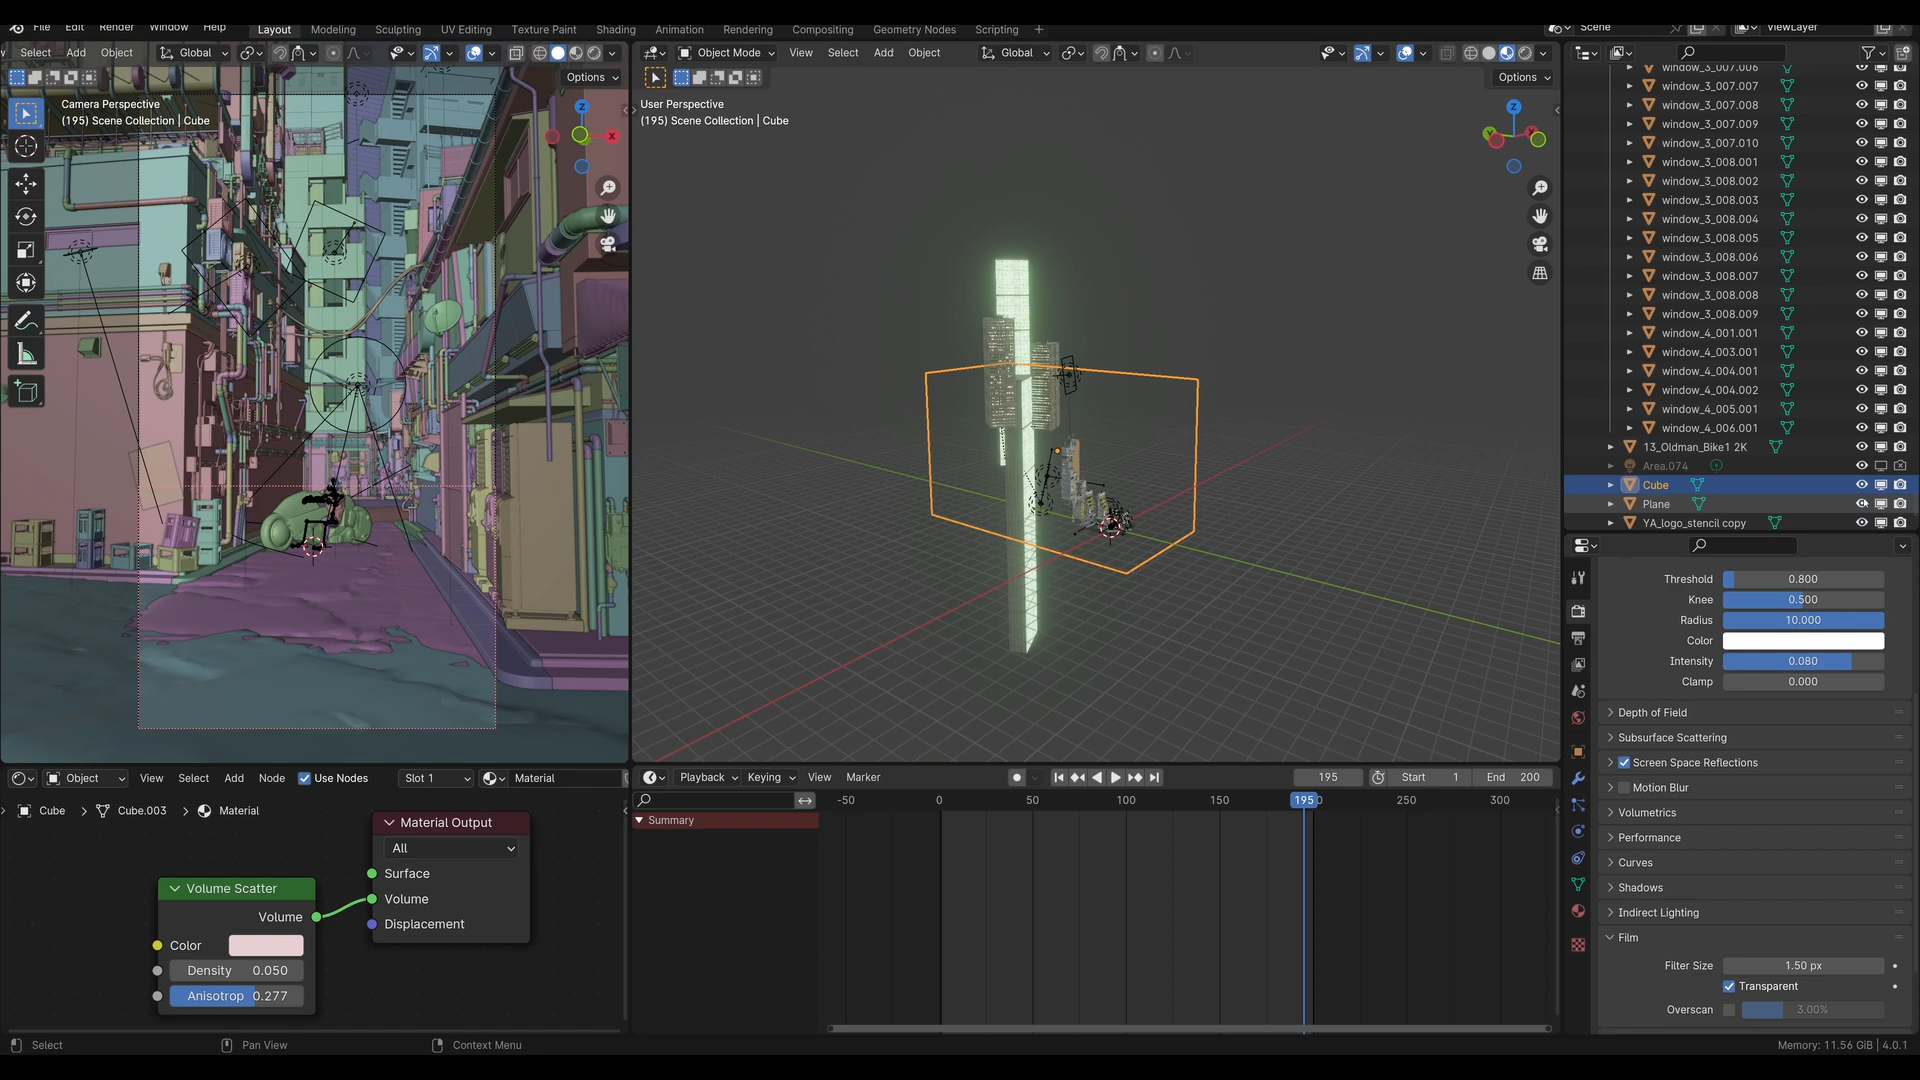 File Edit Render Window Help Layout Modeling Sculpting UV Editing Texture Paint Shading Animation Rendering Compositing Geometry Nodes Scripting + Scene ViewLayer
Select Add Object Global
Object Mode View Select Add Object Global
Options
Options
Camera Perspective
(195) Scene Collection | Cube
Z
X
User Perspective
(195) Scene Collection | Cube
Z
window_3_007.006
window_3_007.007
window_3_007.008
window_3_007.009
window_3_007.010
window_3_008.001
window_3_008.002
window_3_008.003
window_3_008.004
window_3_008.005
window_3_008.006
window_3_008.007
window_3_008.008
window_3_008.009
window_4_001.001
window_4_003.001
window_4_004.001
window_4_004.002
window_4_005.001
window_4_006.001
13_Oldman_Bike1 2K
Area.074
Cube
Plane
YA_logo_stencil copy
Threshold 0.800
Knee 0.500
Radius 10.000
Color
Intensity 0.080
Clamp 0.000
Depth of Field
Subsurface Scattering
Screen Space Reflections
Motion Blur
Volumetrics
Performance
Curves
Shadows
Indirect Lighting
Film
Filter Size 1.50 px
Transparent
Overscan 3.00%
Object View Select Add Node Use Nodes Slot 1 Material
Cube Cube.003 Material
Material Output
All
Surface
Volume
Displacement
Volume Scatter
Volume
Color
Density 0.050
Anisotrop 0.277
Playback Keying View Marker 195 Start 1 End 200
-50 0 50 100 150 195 250 300
Summary
Select Pan View Context Menu Memory: 11.56 GiB | 4.0.1